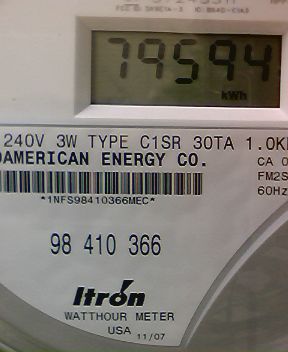 79594
kWh
240V 3W TYPE C1SR 30TA 1.0K
AMERICAN ENERGY CO.
CA 0
FM2S
60Hz
*1NFS98410366MEC*
98 410 366
Itron
WATTHOUR METER
USA 11/07